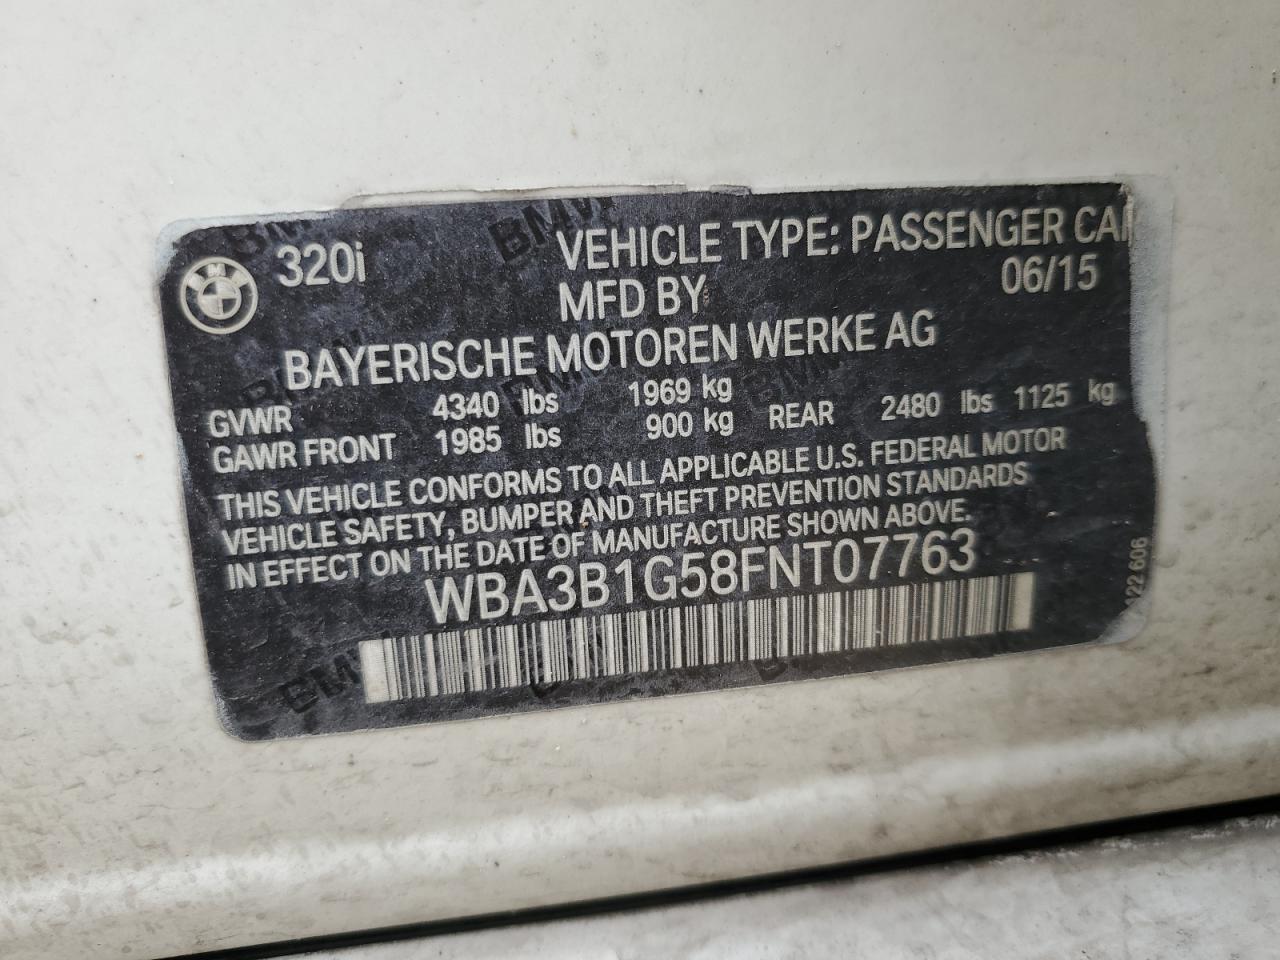 320i VEHICLE TYPE: PASSENGER CAR
MFD BY 06/15
BAYERISCHE MOTOREN WERKE AG
GVWR 4340 lbs 1969 kg
GAWR FRONT 1985 lbs 900 kg REAR 2480 lbs 1125 kg
THIS VEHICLE CONFORMS TO ALL APPLICABLE U.S. FEDERAL MOTOR
VEHICLE SAFETY, BUMPER AND THEFT PREVENTION STANDARDS
IN EFFECT ON THE DATE OF MANUFACTURE SHOWN ABOVE.
WBA3B1G58FNT07763
BMW